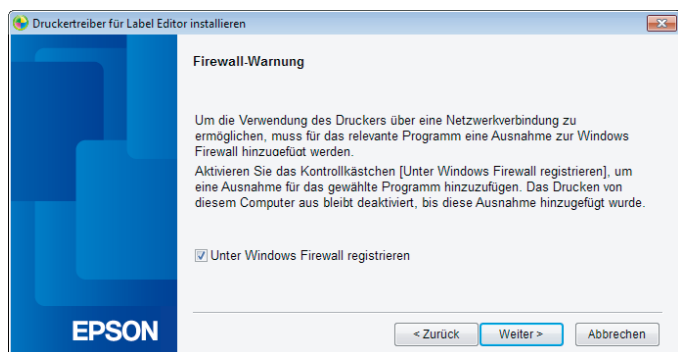 Druckertreiber für Label Editor installieren
Firewall-Warnung
Um die Verwendung des Druckers über eine Netzwerkverbindung zu
ermöglichen, muss für das relevante Programm eine Ausnahme zur Windows
Firewall hinzugefügt werden.
Aktivieren Sie das Kontrollkästchen [Unter Windows Firewall registrieren], um
eine Ausnahme für das gewählte Programm hinzuzufügen. Das Drucken von
diesem Computer aus bleibt deaktiviert, bis diese Ausnahme hinzugefügt wurde.
Unter Windows Firewall registrieren
EPSON
< Zurück Weiter > Abbrechen